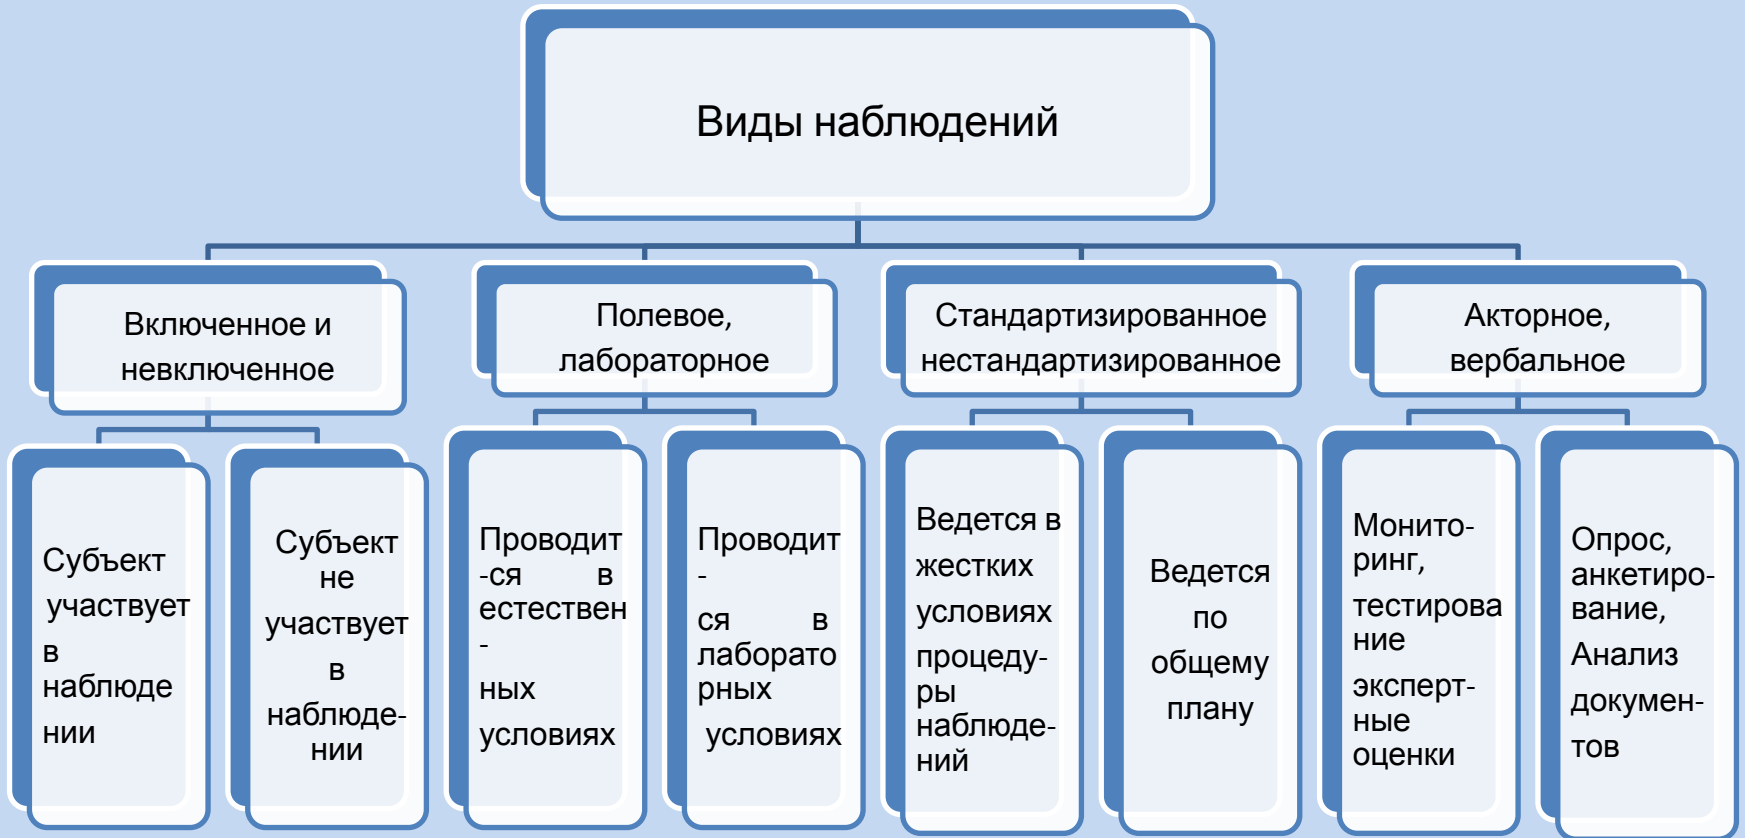 Виды наблюдений
Включенное и
невключенное
Полевое,
лабораторное
Стандартизированное
нестандартизированное
Акторное,
вербальное
Субъект
участвует
в
наблюде
нии
Субъект
не
участвует
в
наблюде-
нии
Проводит
-ся в
естествен
-
ных
условиях
Проводит
-
ся в
лаборато
рных
условиях
Ведется в
жестких
условиях
процеду-
ры
наблюде-
ний
Ведется
по
общему
плану
Монито-
ринг,
тестирова
ние
эксперт-
ные
оценки
Опрос,
анкетиро-
вание,
Анализ
докумен-
тов